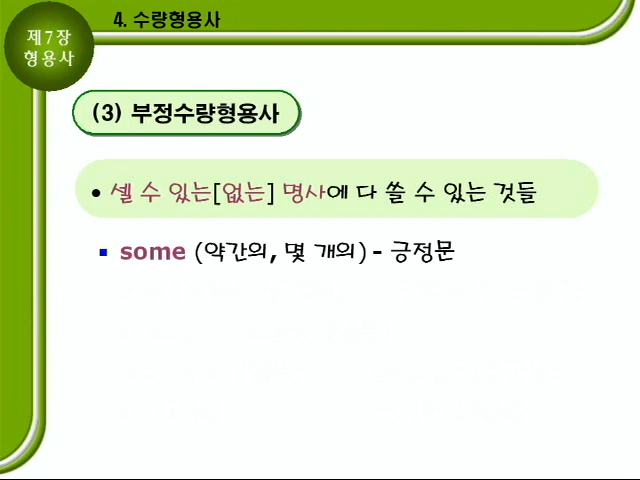 4. 수량형용사
제7장
형용사
(3) 부정수량형용사
• 셀 수 있는[없는] 명사에 다 쓸 수 있는 것들
▪ some (약간의, 몇 개의) - 긍정문